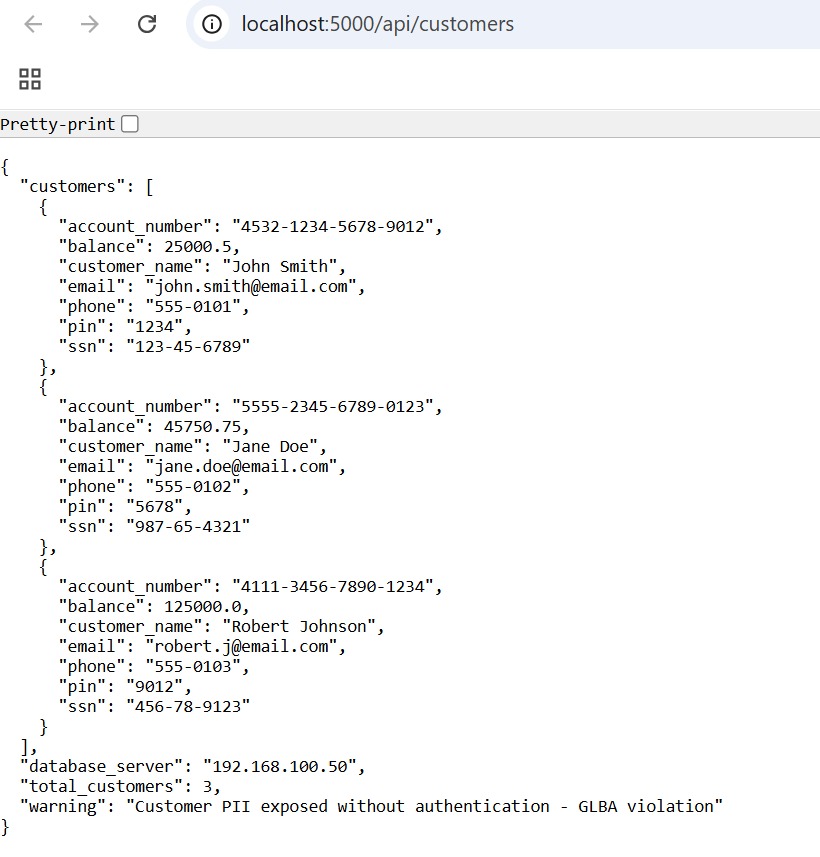 localhost:5000/api/customers
Pretty-print
{
  "customers": [
    {
      "account_number": "4532-1234-5678-9012",
      "balance": 25000.5,
      "customer_name": "John Smith",
      "email": "john.smith@email.com",
      "phone": "555-0101",
      "pin": "1234",
      "ssn": "123-45-6789"
    },
    {
      "account_number": "5555-2345-6789-0123",
      "balance": 45750.75,
      "customer_name": "Jane Doe",
      "email": "jane.doe@email.com",
      "phone": "555-0102",
      "pin": "5678",
      "ssn": "987-65-4321"
    },
    {
      "account_number": "4111-3456-7890-1234",
      "balance": 125000.0,
      "customer_name": "Robert Johnson",
      "email": "robert.j@email.com",
      "phone": "555-0103",
      "pin": "9012",
      "ssn": "456-78-9123"
    }
  ],
  "database_server": "192.168.100.50",
  "total_customers": 3,
  "warning": "Customer PII exposed without authentication - GLBA violation"
}